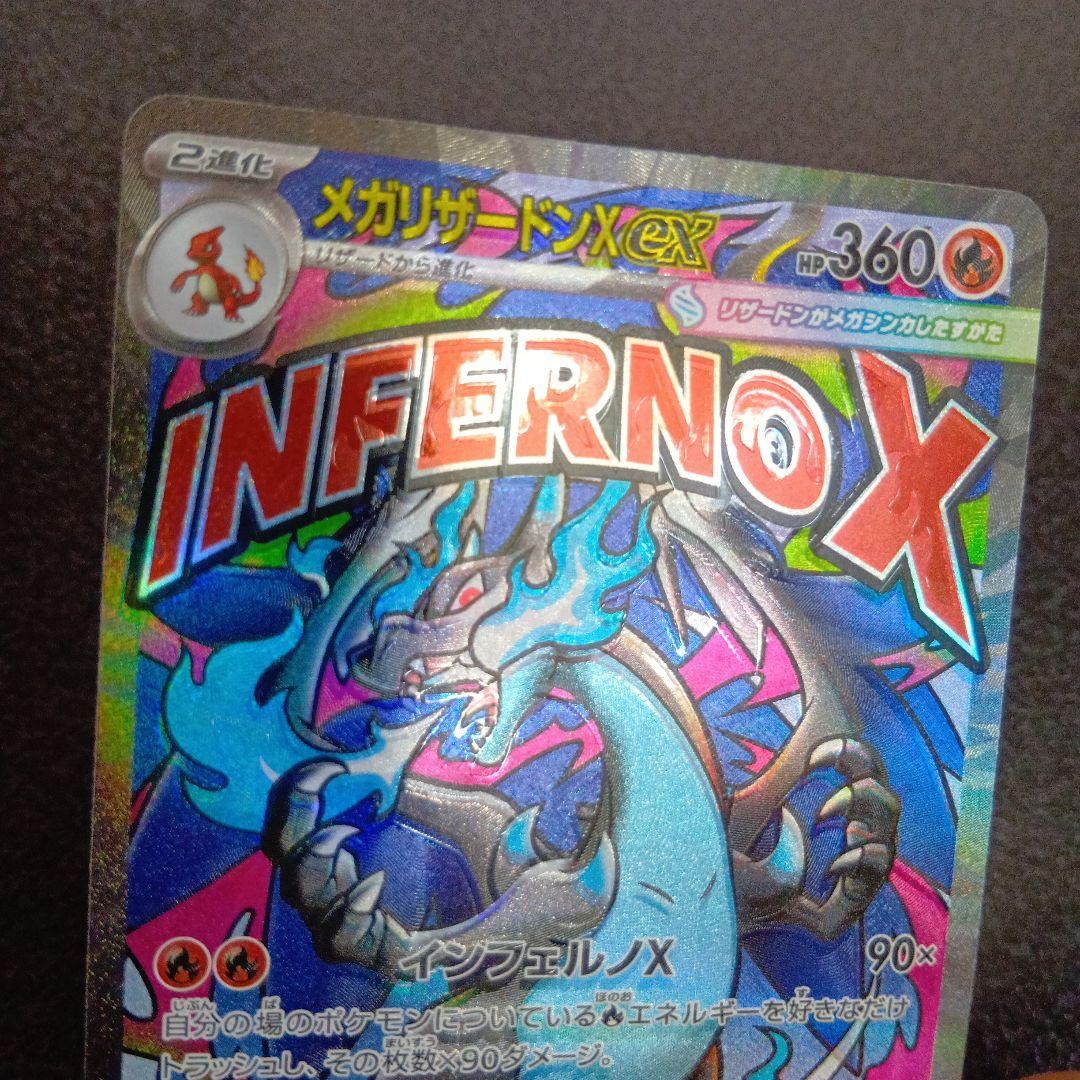 2進化
メガリザードンXex
HP360
リザードから進化
リザードンがメガシンカしたすがた
INFERNOX
インフェルノX 90×
自分の場のポケモンについているエネルギーを好きなだけ
トラッシュし、その枚数×90ダメージ。